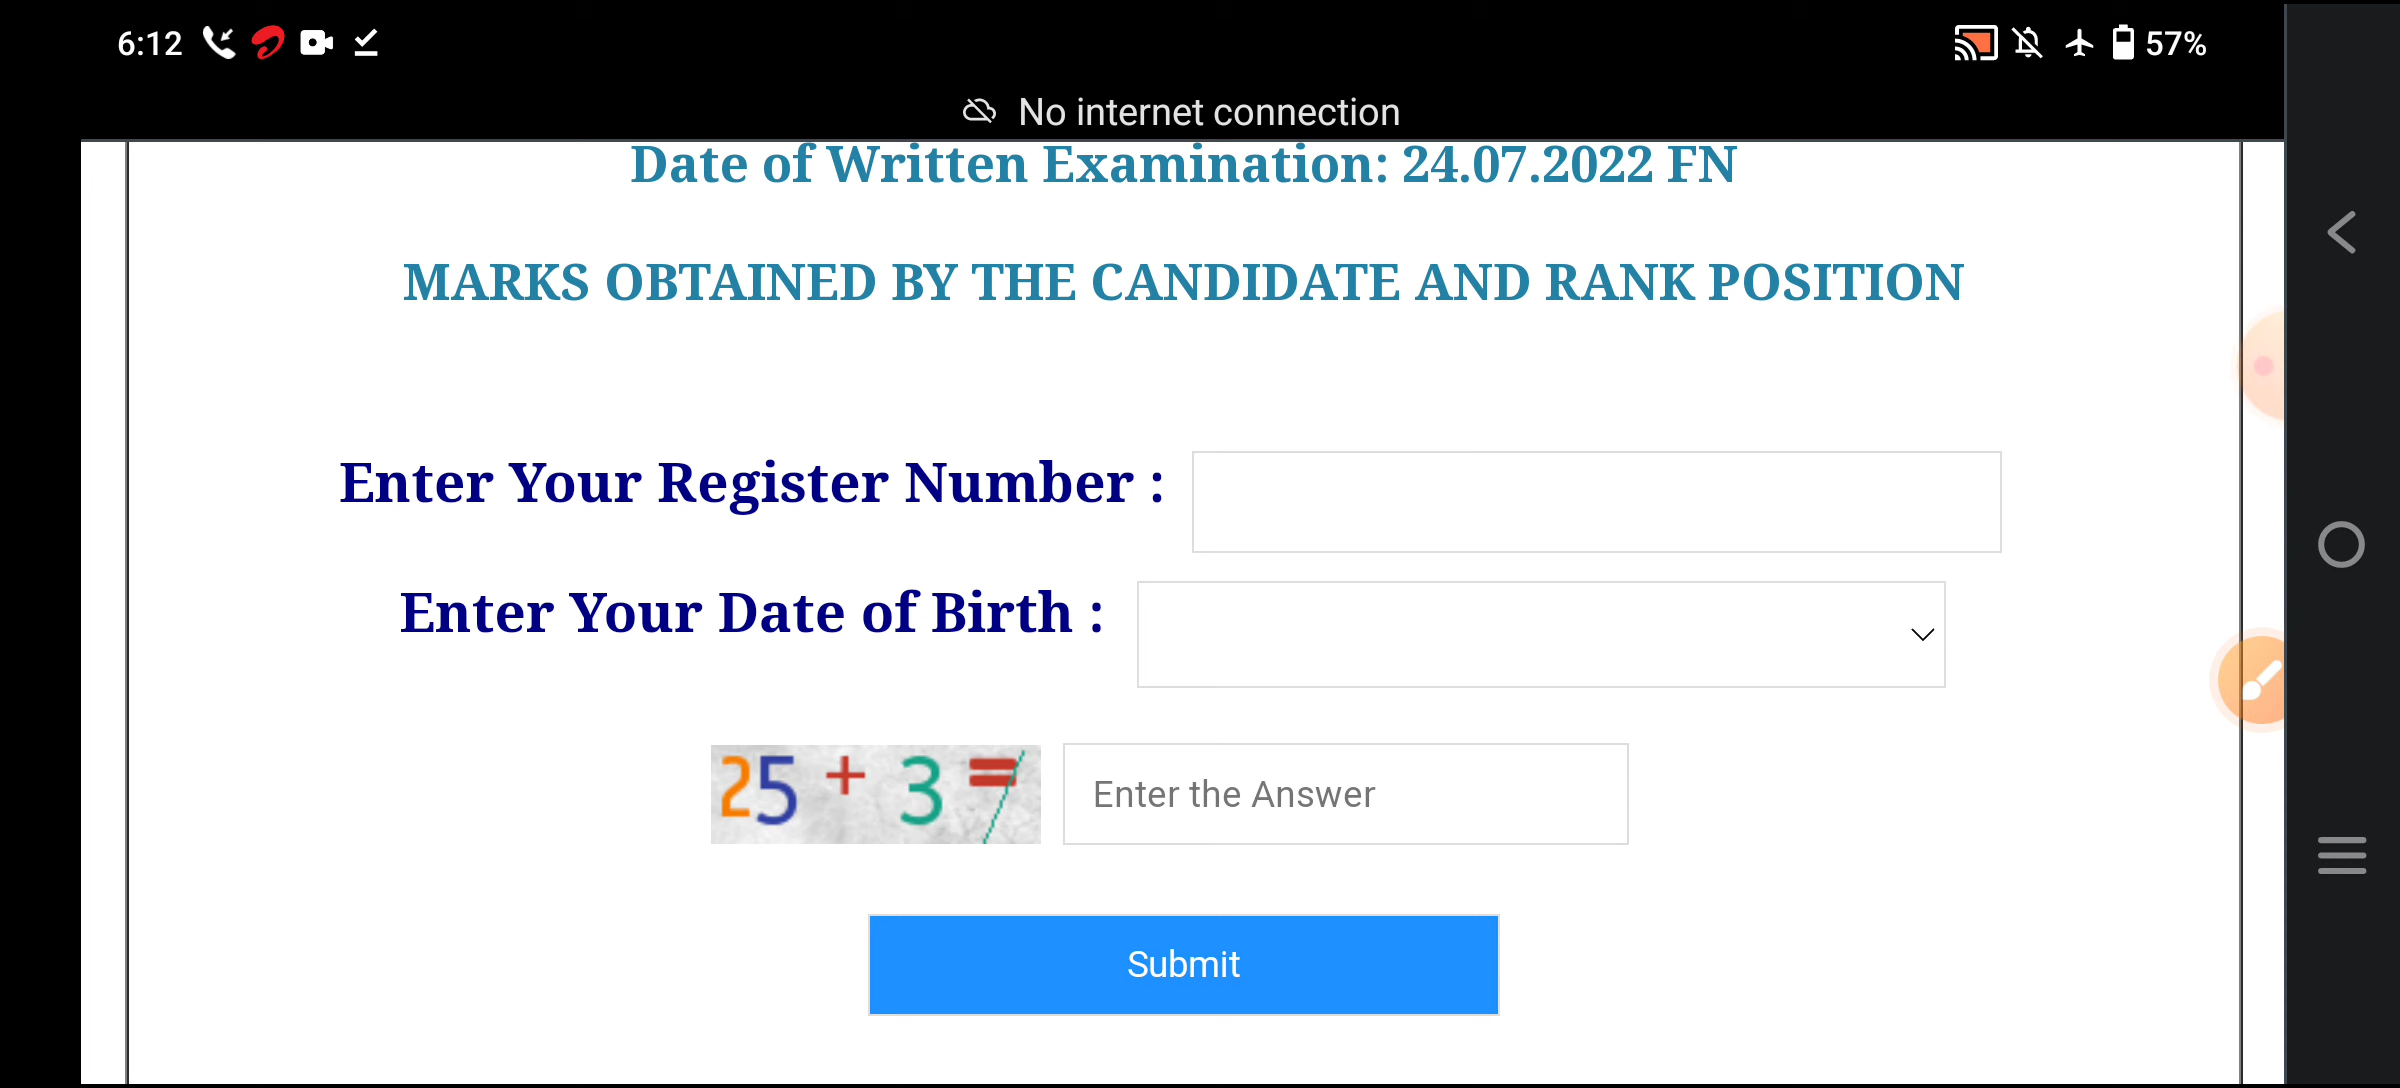 6:12
57%
No internet connection
Date of Written Examination: 24.07.2022 FN
MARKS OBTAINED BY THE CANDIDATE AND RANK POSITION
Enter Your Register Number :
Enter Your Date of Birth :
25 + 3 =
Enter the Answer
Submit